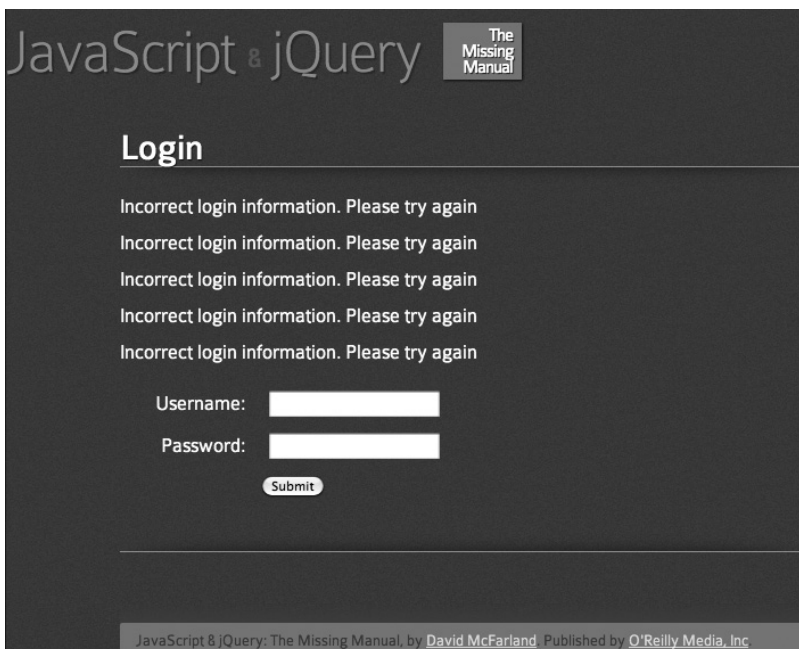 JavaScript & jQuery
The
Missing
Manual
Login
Incorrect login information. Please try again
Incorrect login information. Please try again
Incorrect login information. Please try again
Incorrect login information. Please try again
Incorrect login information. Please try again
Username:
Password:
Submit
JavaScript & jQuery: The Missing Manual, by David McFarland. Published by O'Reilly Media, Inc.